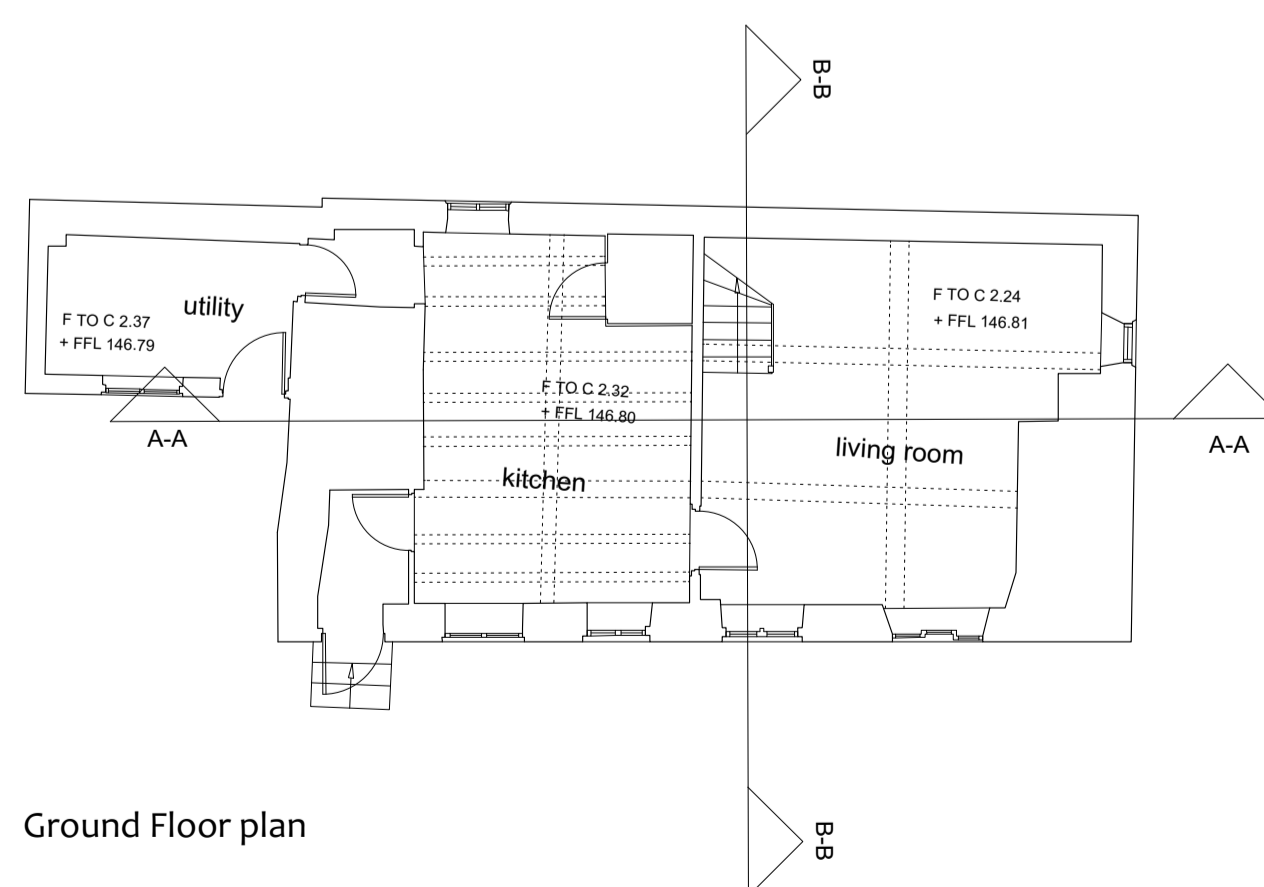 B-B
utility
F TO C 2.37
+ FFL 146.79
F TO C 2.24
+ FFL 146.81
F TO C 2.32
+ FFL 146.80
A-A
living room
A-A
kitchen
Ground Floor plan
B-B